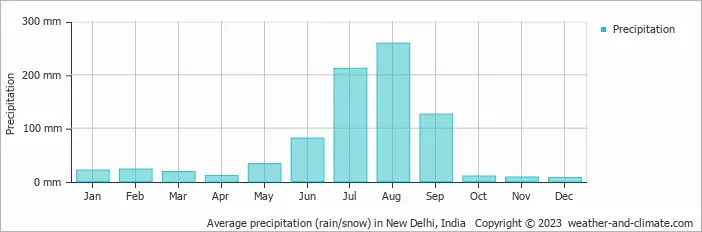 300 mm
Precipitation
200 mm
Precipitation
100 mm
0 mm
Jan Feb Mar Apr May Jun Jul Aug Sep Oct Nov Dec
Average precipitation (rain/snow) in New Delhi, India Copyright © 2023 weather-and-climate.com